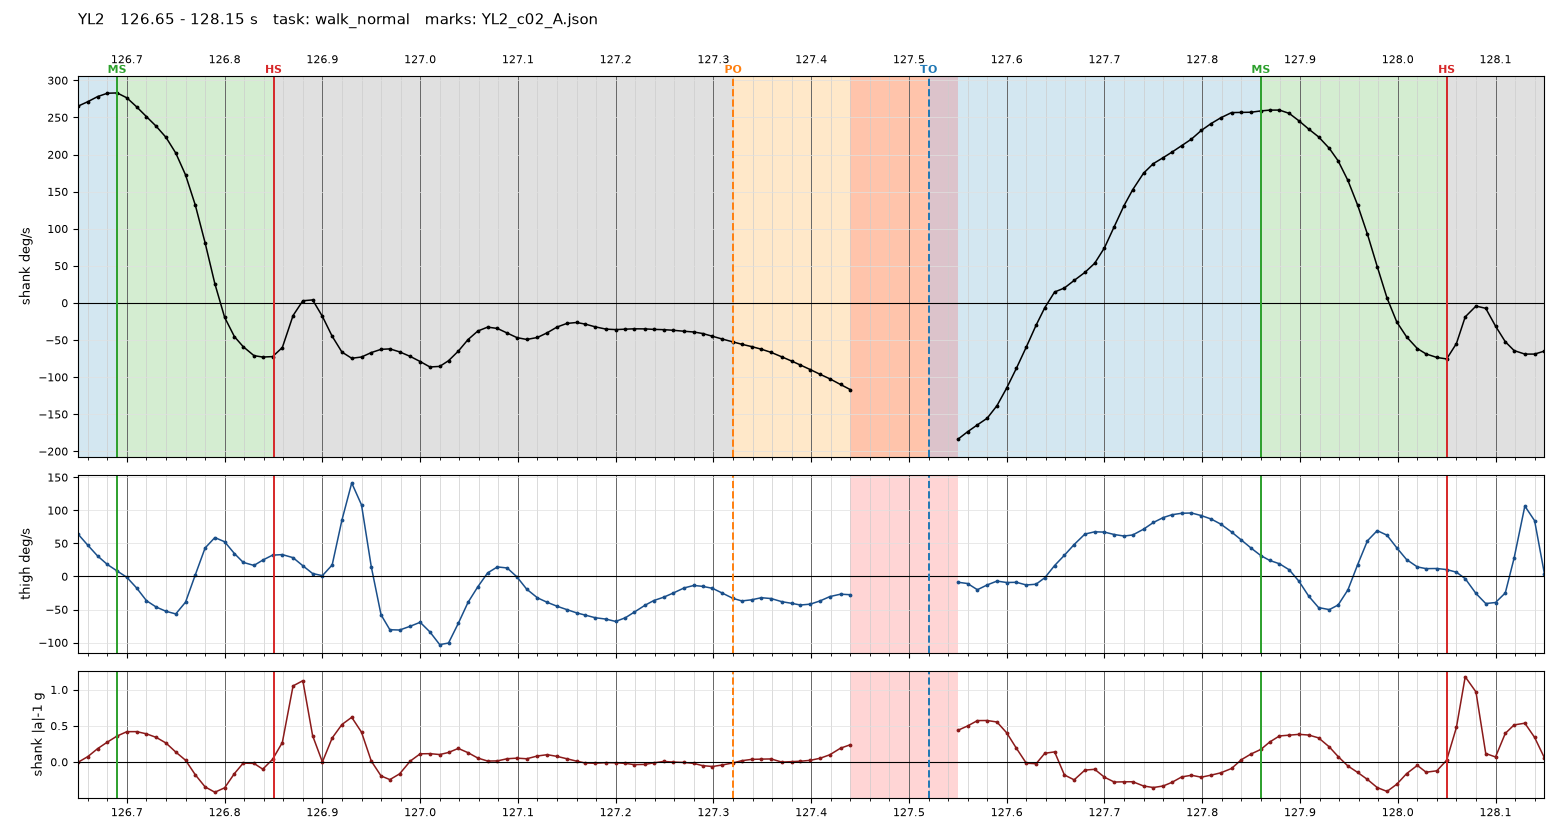 YL2 126.65 - 128.15 s task: walk_normal marks: YL2_c02_A.json
126.7 126.8 126.9 127.0 127.1 127.2 127.3 127.4 127.5 127.6 127.7 127.8 127.9 128.0 128.1
MS HS PO TO MS HS
300
250
200
150
100
50
0
−50
−100
−150
−200
shank deg/s
150
100
50
0
−50
−100
thigh deg/s
1.0
0.5
0.0
shank |a|-1 g
126.7 126.8 126.9 127.0 127.1 127.2 127.3 127.4 127.5 127.6 127.7 127.8 127.9 128.0 128.1